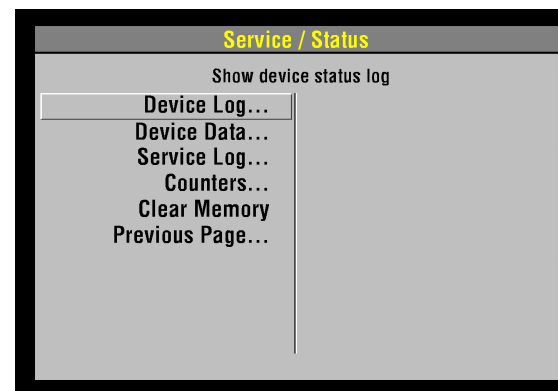 Service / Status
Show device status log
Device Log...
Device Data...
Service Log...
Counters...
Clear Memory
Previous Page...